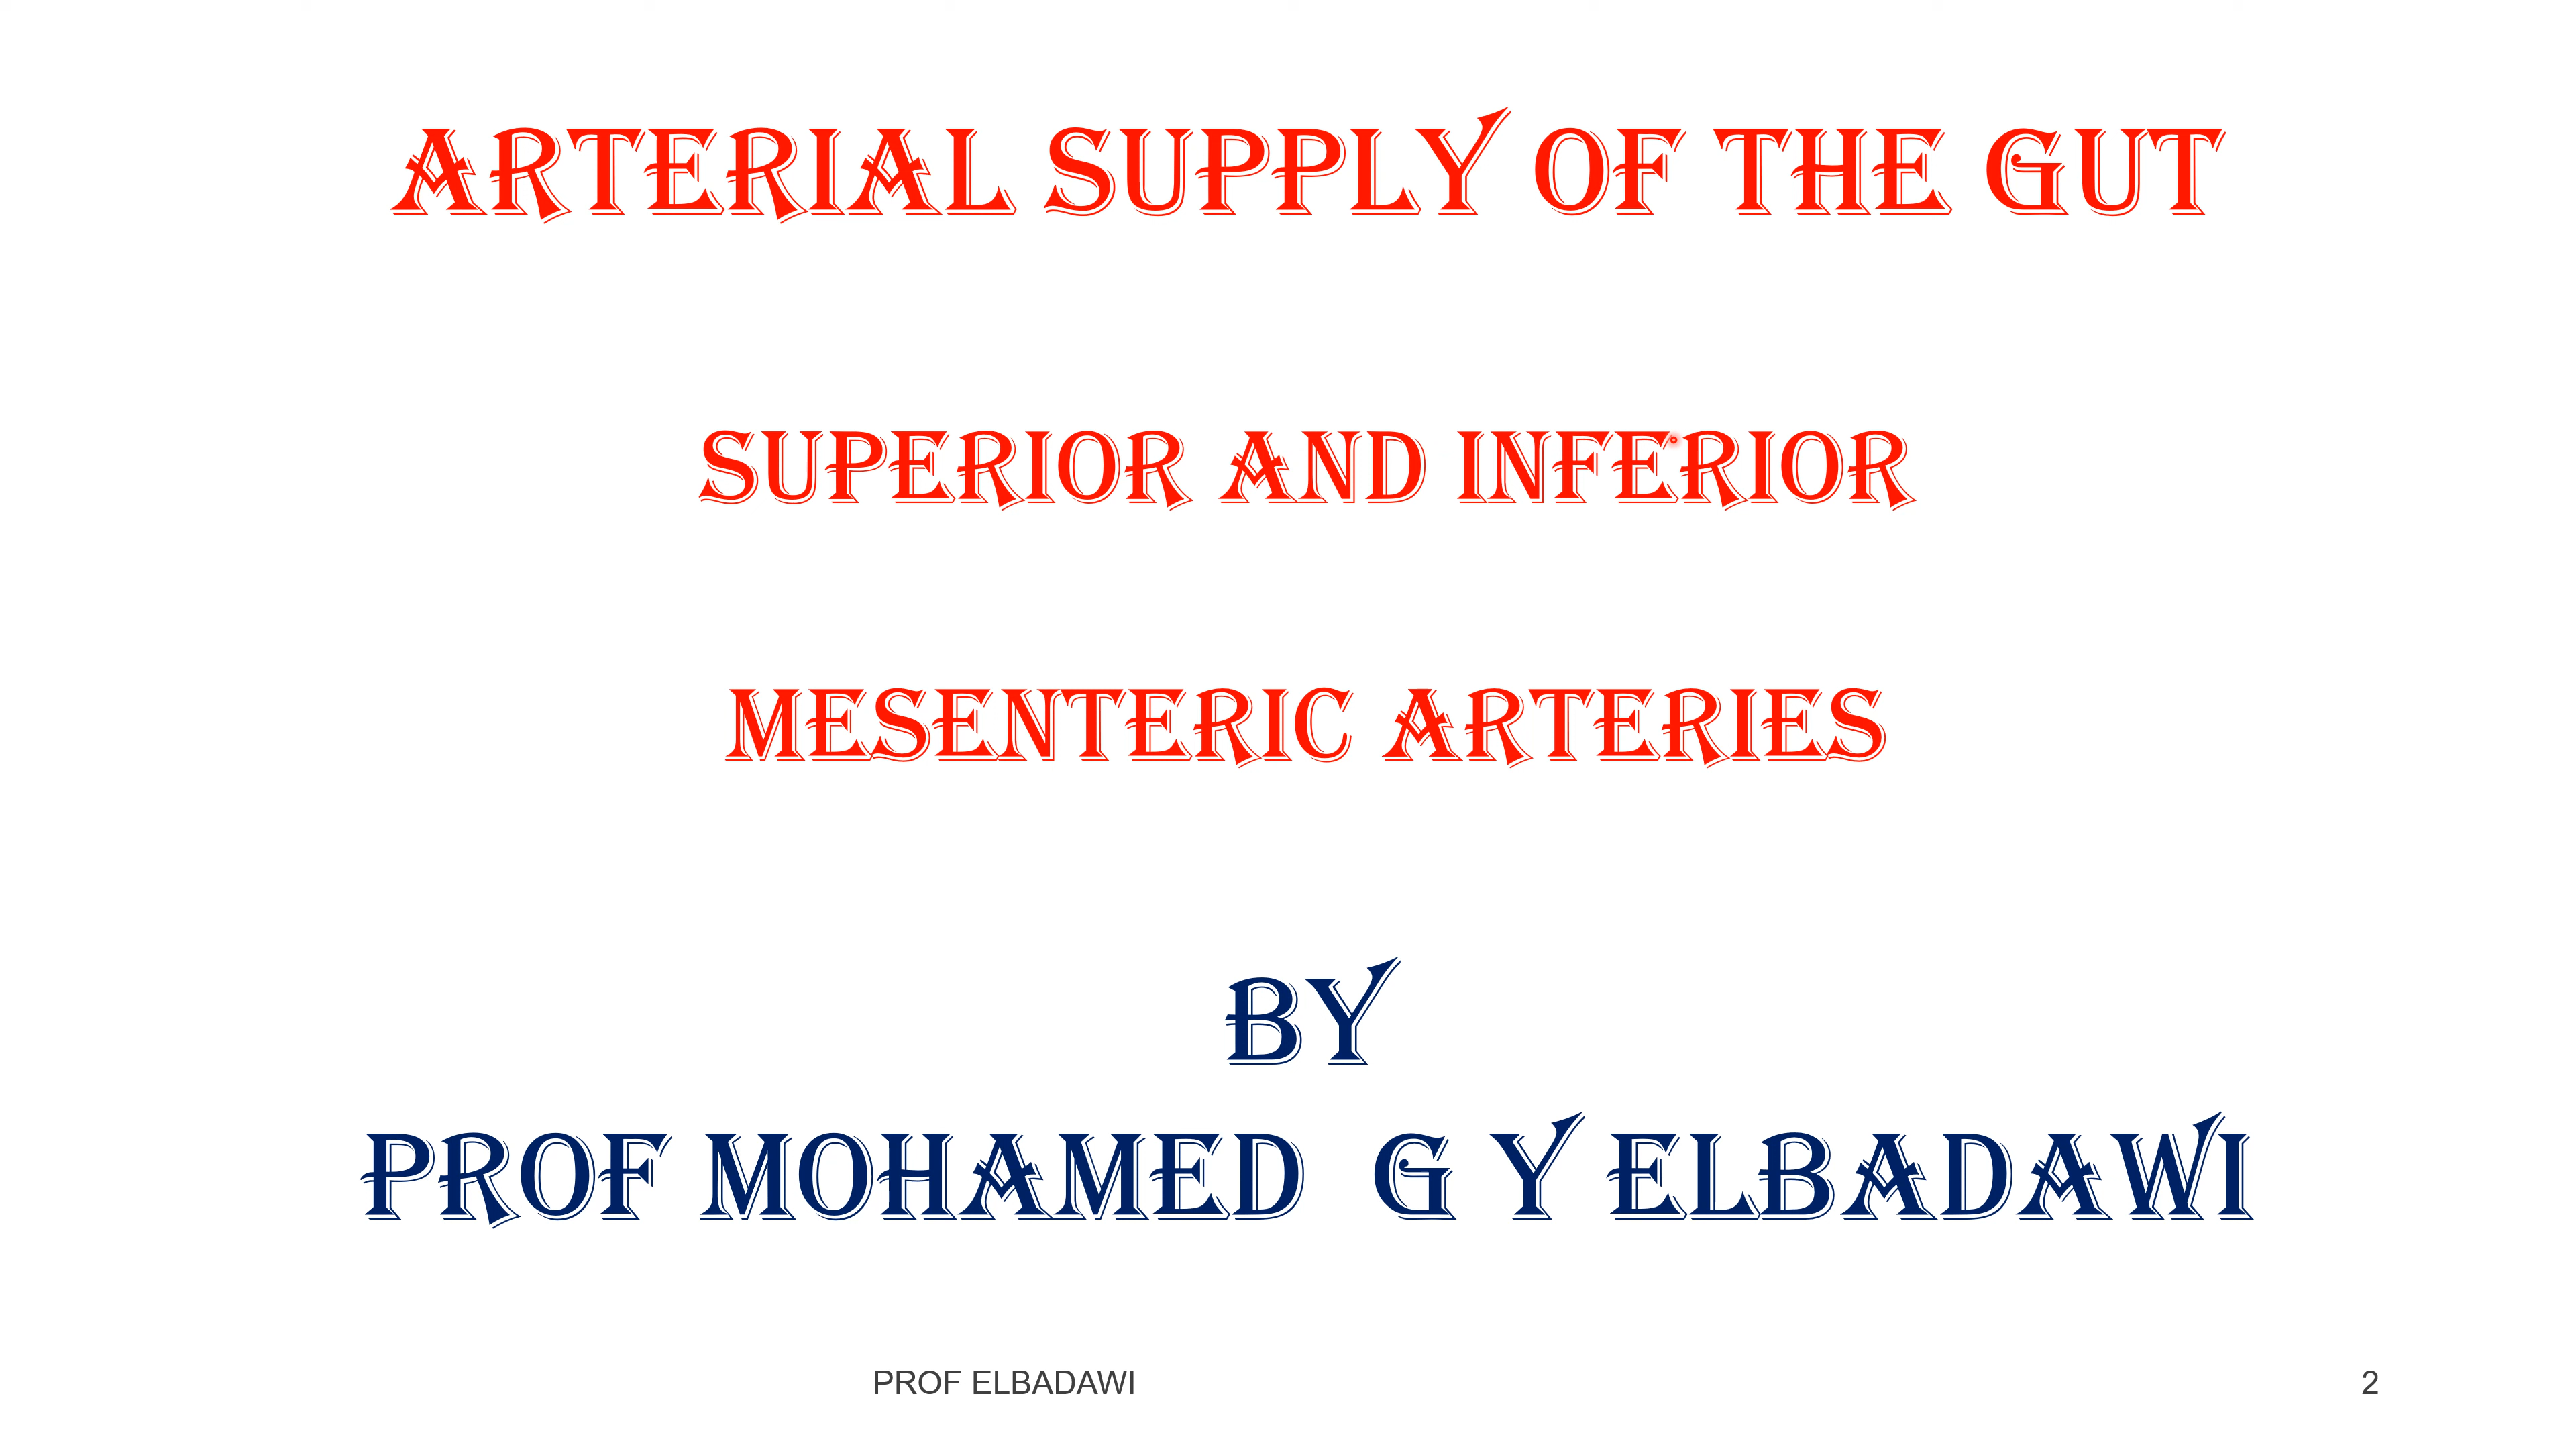 ARTERIAL SUPPLY OF THE GUT
SUPERIOR AND INFERIOR
MESENTERIC ARTERIES
BY
PROF MOHAMED G Y ELBADAWI
PROF ELBADAWI
2